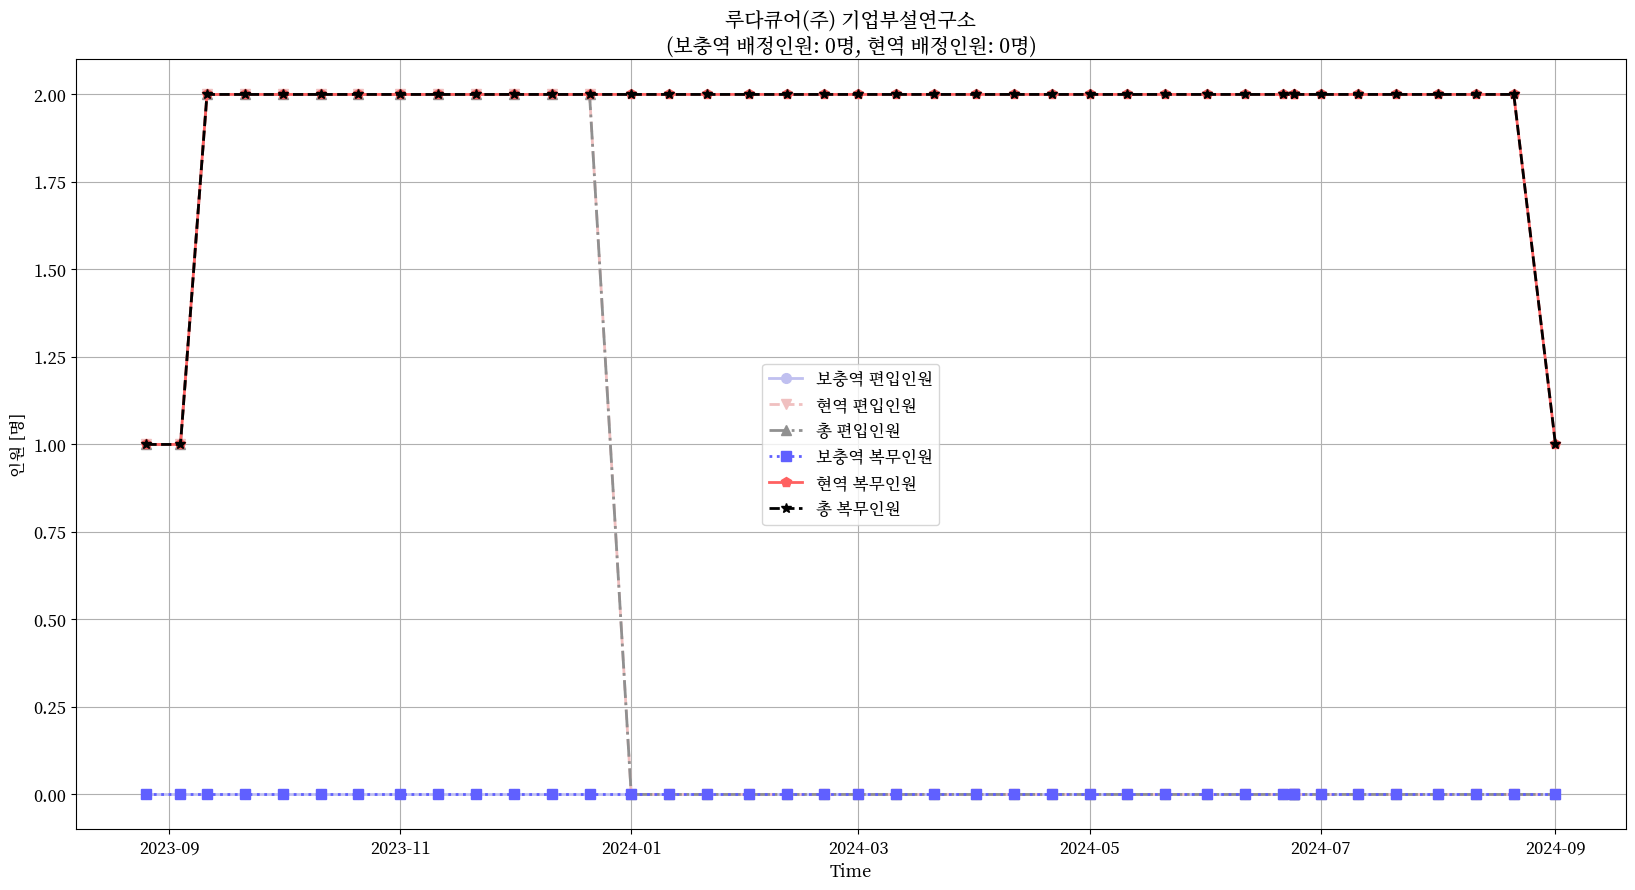 루다큐어(주) 기업부설연구소
(보충역 배정인원: 0명, 현역 배정인원: 0명)
2.00
1.75
1.50
1.25
1.00
0.75
0.50
0.25
0.00
인원 [명]
보충역 편입인원
현역 편입인원
총 편입인원
보충역 복무인원
현역 복무인원
총 복무인원
2023-09
2023-11
2024-01
2024-03
2024-05
2024-07
2024-09
Time